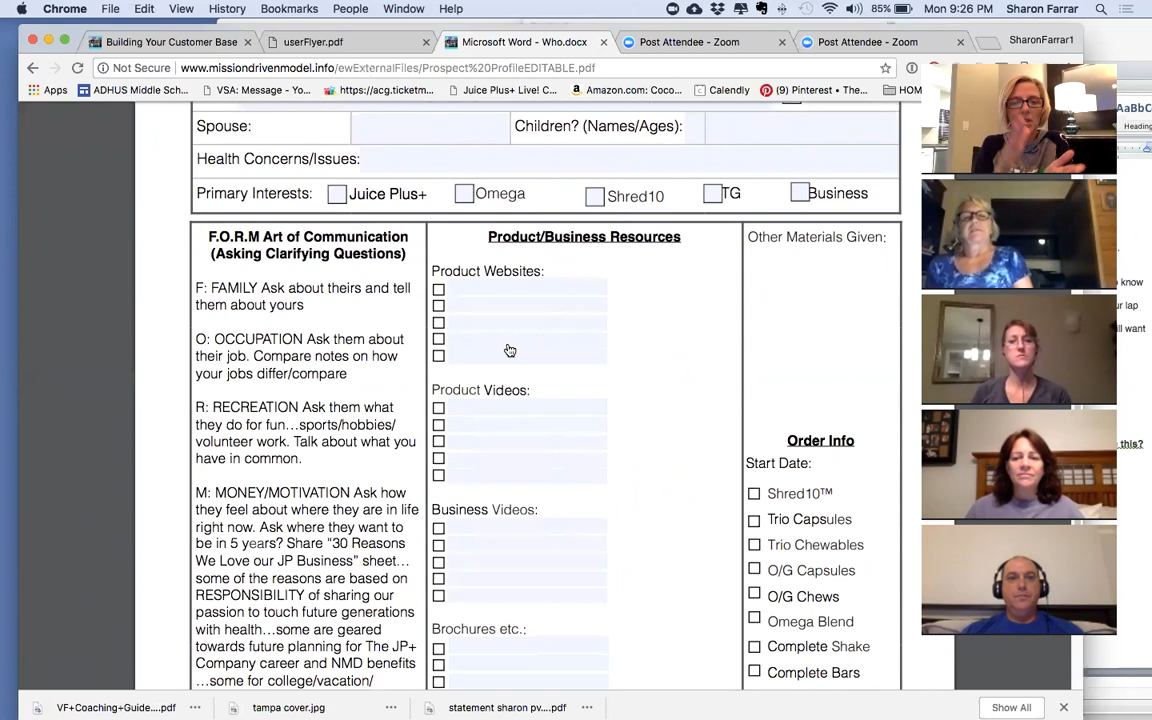 Chrome File Edit View History Bookmarks People Window Help 85% Mon 9:26 PM Sharon Farrar
Building Your Customer Base userFlyer.pdf Microsoft Word - Who.docx Post Attendee - Zoom Post Attendee - Zoom SharonFarrar1
Not Secure www.missiondrivenmodel.info/ewExternalFiles/Prospect%20ProfileEDITABLE.pdf
Apps ADHUS Middle Sch... VSA: Message - Yo... https://acg.ticketm... Juice Plus+ Live! C... Amazon.com: Coco... Calendly (9) Pinterest • The... HOM
AaBbC
Heading
Spouse: Children? (Names/Ages):
Health Concerns/Issues:
Primary Interests: Juice Plus+ Omega Shred10 TG Business
F.O.R.M Art of Communication
(Asking Clarifying Questions)
F: FAMILY Ask about theirs and tell
them about yours
O: OCCUPATION Ask them about
their job. Compare notes on how
your jobs differ/compare
R: RECREATION Ask them what
they do for fun...sports/hobbies/
volunteer work. Talk about what you
have in common.
M: MONEY/MOTIVATION Ask how
they feel about where they are in life
right now. Ask where they want to
be in 5 years? Share "30 Reasons
We Love our JP Business" sheet...
some of the reasons are based on
RESPONSIBILITY of sharing our
passion to touch future generations
with health...some are geared
towards future planning for The JP+
Company career and NMD benefits
...some for college/vacation/
Product/Business Resources
Product Websites:
Product Videos:
Business Videos:
Brochures etc.:
Other Materials Given:
Order Info
Start Date:
Shred10™
Trio Capsules
Trio Chewables
O/G Capsules
O/G Chews
Omega Blend
Complete Shake
Complete Bars
know
ur lap
ill want
this?
VF+Coaching+Guide....pdf tampa cover.jpg statement sharon pv....pdf Show All